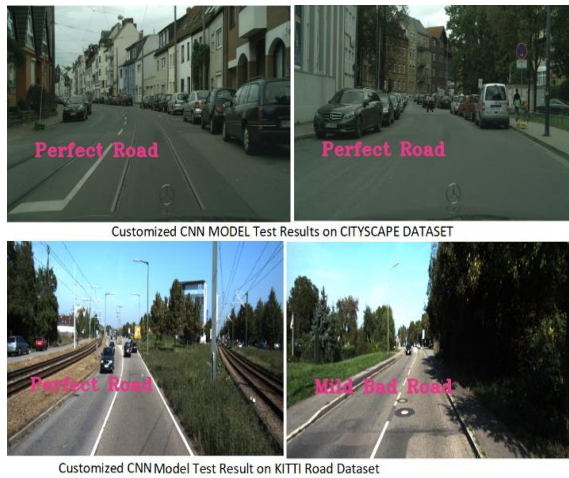 Perfect Road
Perfect Road
Customized CNN MODEL Test Results on CITYSCAPE DATASET
Perfect Road
Mild Bad Road
Customized CNN Model Test Result on KITTI Road Dataset